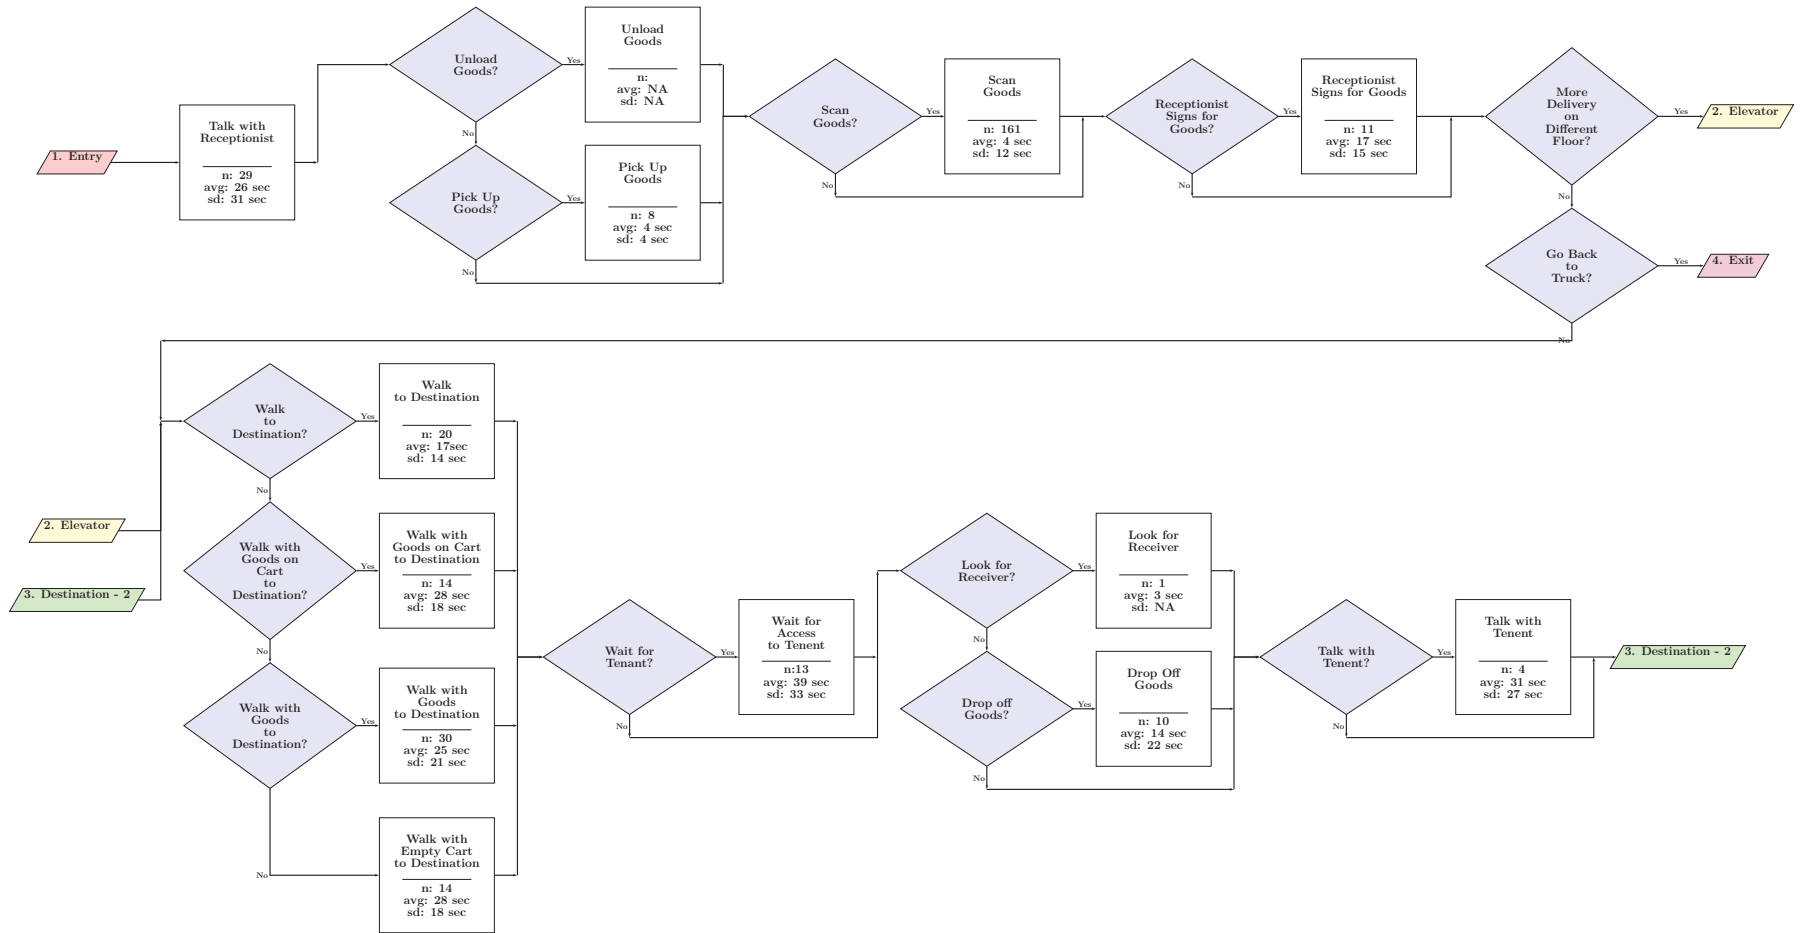 1. Entry
Talk with
Receptionist
n: 29
avg: 26 sec
sd: 31 sec
Unload
Goods?
Yes
No
Unload
Goods
n:
avg: NA
sd: NA
Pick Up
Goods?
Yes
No
Pick Up
Goods
n: 8
avg: 4 sec
sd: 4 sec
Scan
Goods?
Yes
No
Scan
Goods
n: 161
avg: 4 sec
sd: 12 sec
Receptionist
Signs for
Goods?
Yes
No
Receptionist
Signs for Goods
n: 11
avg: 17 sec
sd: 15 sec
More
Delivery
on
Different
Floor?
Yes
No
2. Elevator
Go Back
to
Truck?
Yes
No
4. Exit
Walk
to
Destination?
Yes
No
Walk
to Destination
n: 20
avg: 17sec
sd: 14 sec
2. Elevator
3. Destination - 2
Walk with
Goods on
Cart
to
Destination?
Yes
No
Walk with
Goods on Cart
to Destination
n: 14
avg: 28 sec
sd: 18 sec
Walk with
Goods
to
Destination?
Yes
No
Walk with
Goods
to Destination
n: 30
avg: 25 sec
sd: 21 sec
Walk with
Empty Cart
to Destination
n: 14
avg: 28 sec
sd: 18 sec
Wait for
Tenant?
Yes
No
Wait for
Access
to Tenent
n:13
avg: 39 sec
sd: 33 sec
Look for
Receiver?
Yes
No
Look for
Receiver
n: 1
avg: 3 sec
sd: NA
Drop off
Goods?
Yes
No
Drop Off
Goods
n: 10
avg: 14 sec
sd: 22 sec
Talk with
Tenent?
Yes
No
Talk with
Tenent
n: 4
avg: 31 sec
sd: 27 sec
3. Destination - 2